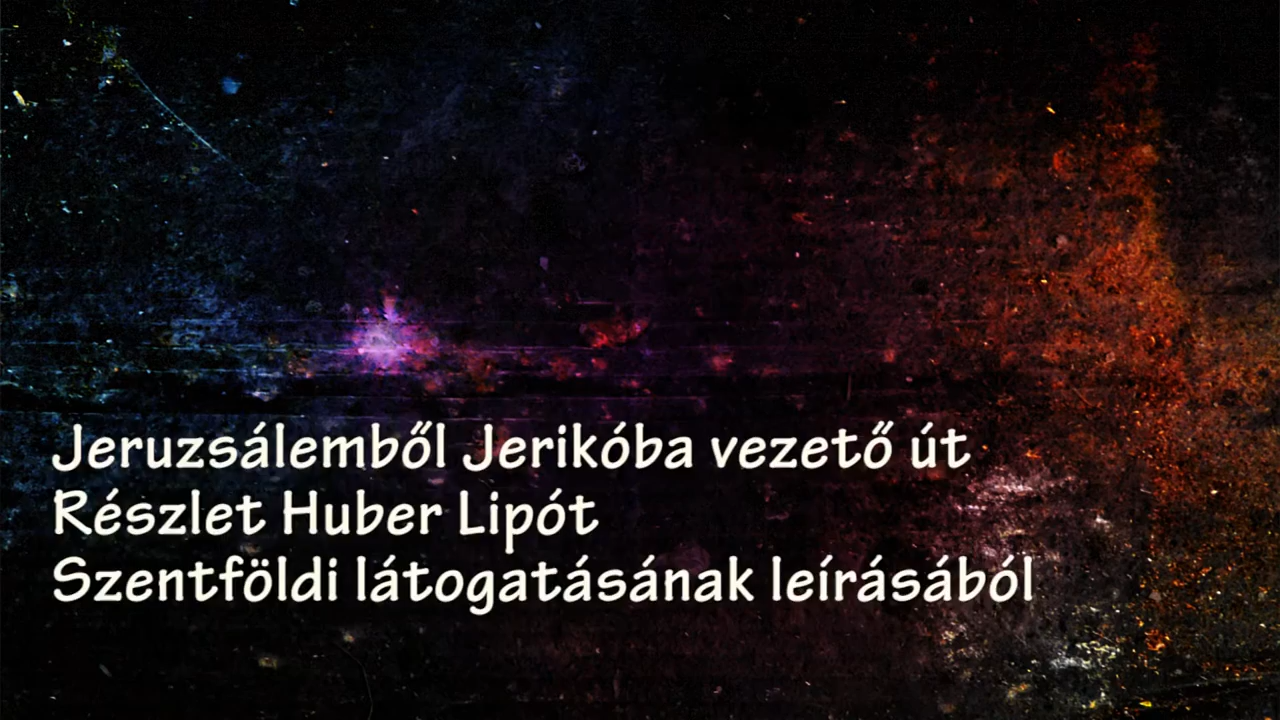 Jeruzsálemből Jerikóba vezető út
Részlet Huber Lipót
Szentföldi látogatásának leírásából